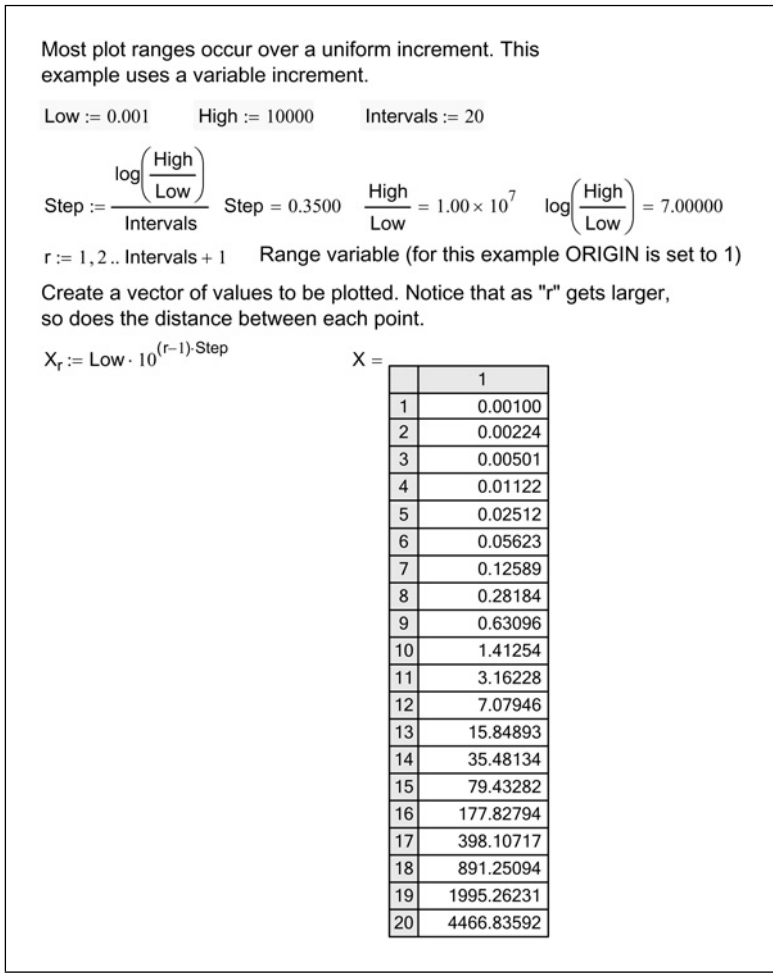 Most plot ranges occur over a uniform increment. This
example uses a variable increment.
Low := 0.001 High := 10000 Intervals := 20
Step := log(High/Low)/Intervals Step = 0.3500 High/Low = 1.00 × 10^7 log(High/Low) = 7.00000
r := 1, 2 .. Intervals + 1 Range variable (for this example ORIGIN is set to 1)
Create a vector of values to be plotted. Notice that as "r" gets larger,
so does the distance between each point.
X_r := Low · 10^((r−1)·Step) X =
1
1 0.00100
2 0.00224
3 0.00501
4 0.01122
5 0.02512
6 0.05623
7 0.12589
8 0.28184
9 0.63096
10 1.41254
11 3.16228
12 7.07946
13 15.84893
14 35.48134
15 79.43282
16 177.82794
17 398.10717
18 891.25094
19 1995.26231
20 4466.83592